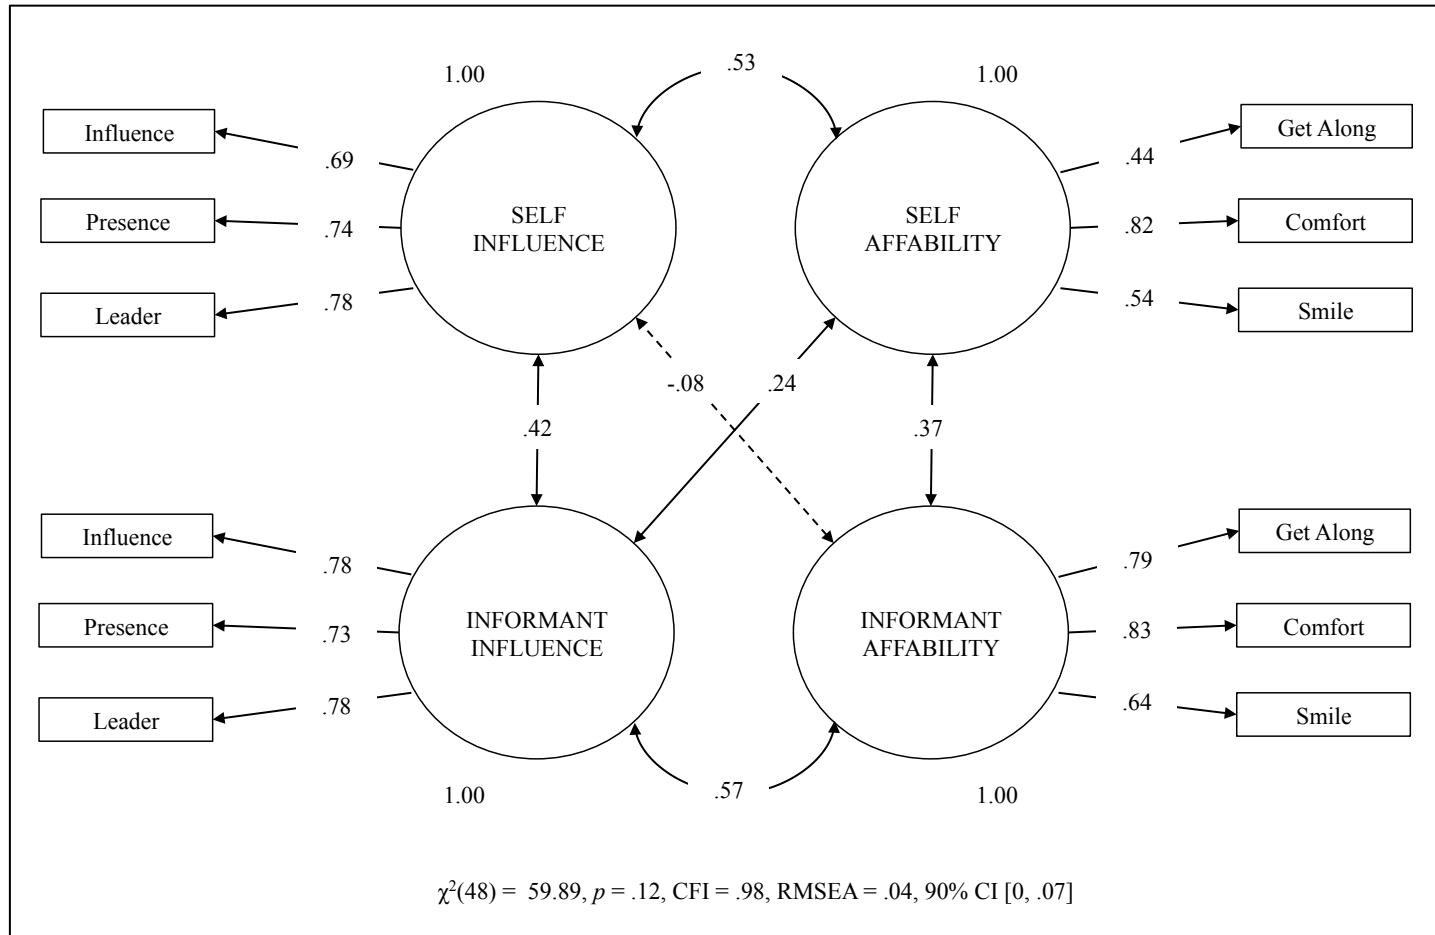 1.00
.53
1.00
Influence
.69
Presence
.74
Leader
.78
SELF
INFLUENCE
SELF
AFFABILITY
.44
Get Along
.82
Comfort
.54
Smile
-.08
.24
.42
.37
Influence
.78
Presence
.73
Leader
.78
INFORMANT
INFLUENCE
INFORMANT
AFFABILITY
.79
Get Along
.83
Comfort
.64
Smile
1.00
.57
1.00
χ²(48) = 59.89, p = .12, CFI = .98, RMSEA = .04, 90% CI [0, .07]